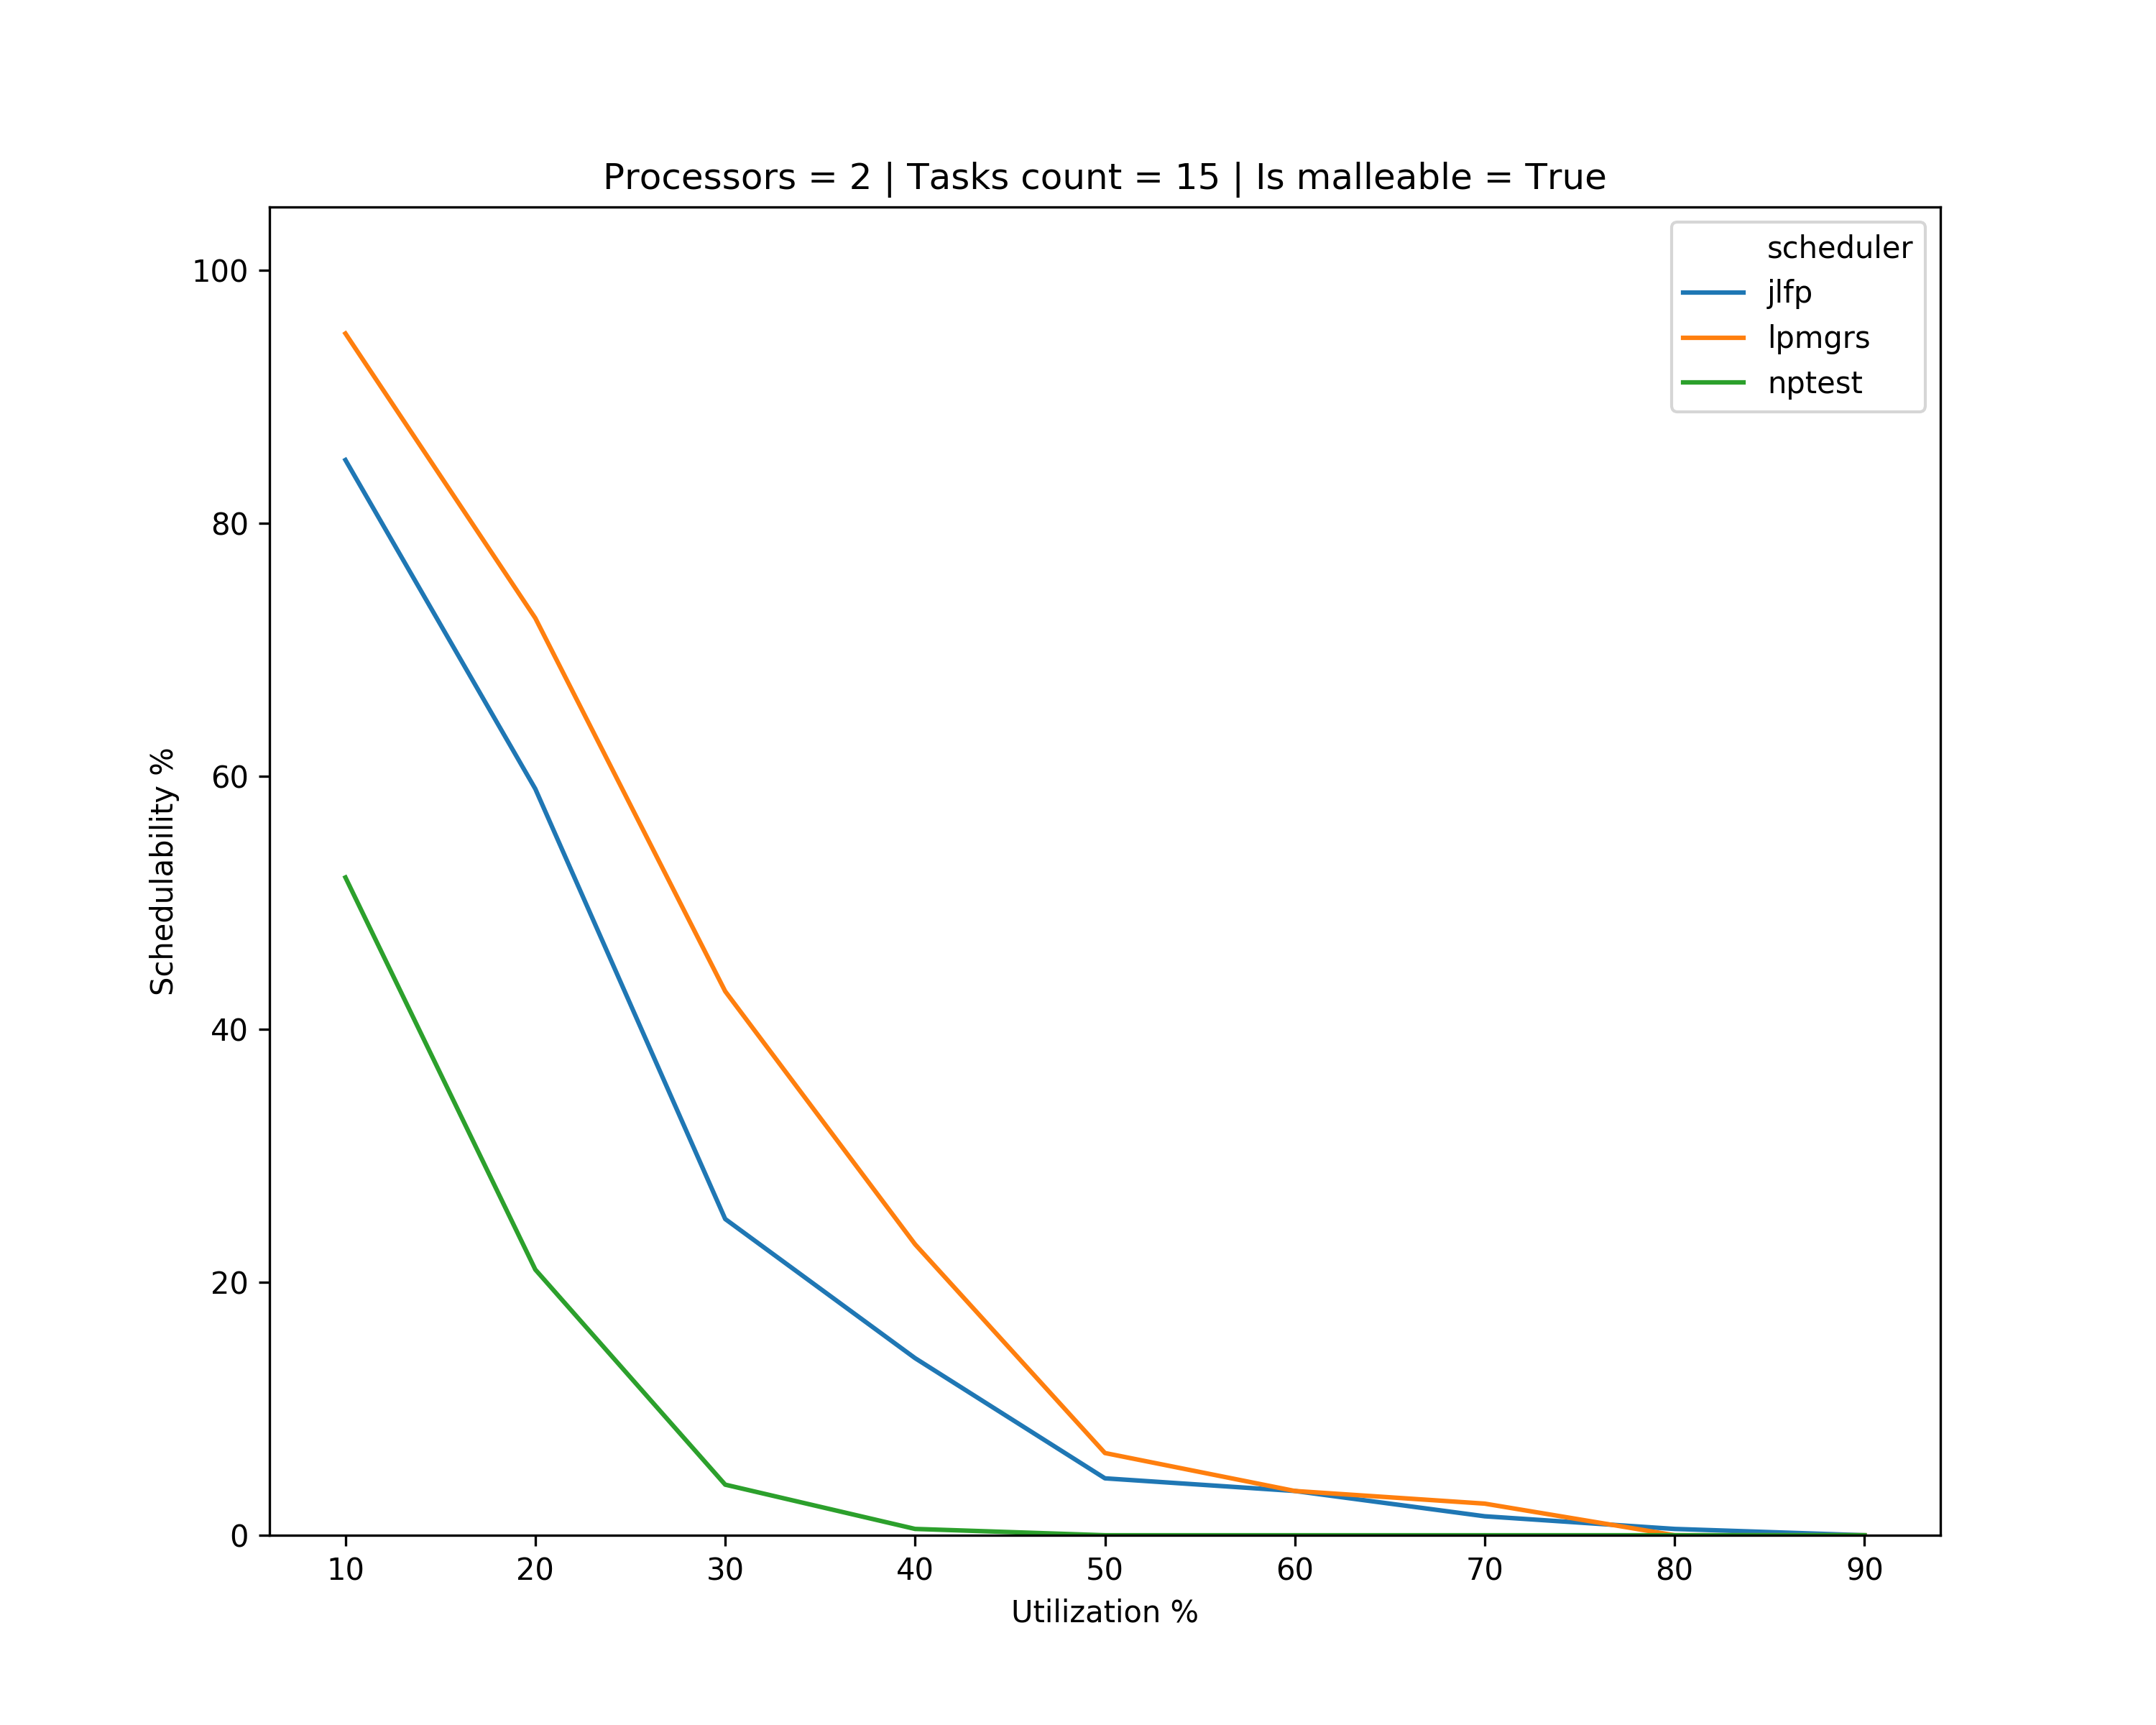 Processors = 2 | Tasks count = 15 | Is malleable = True
scheduler
jlfp
lpmgrs
nptest
Schedulability %
100
80
60
40
20
0
10 20 30 40 50 60 70 80 90
Utilization %